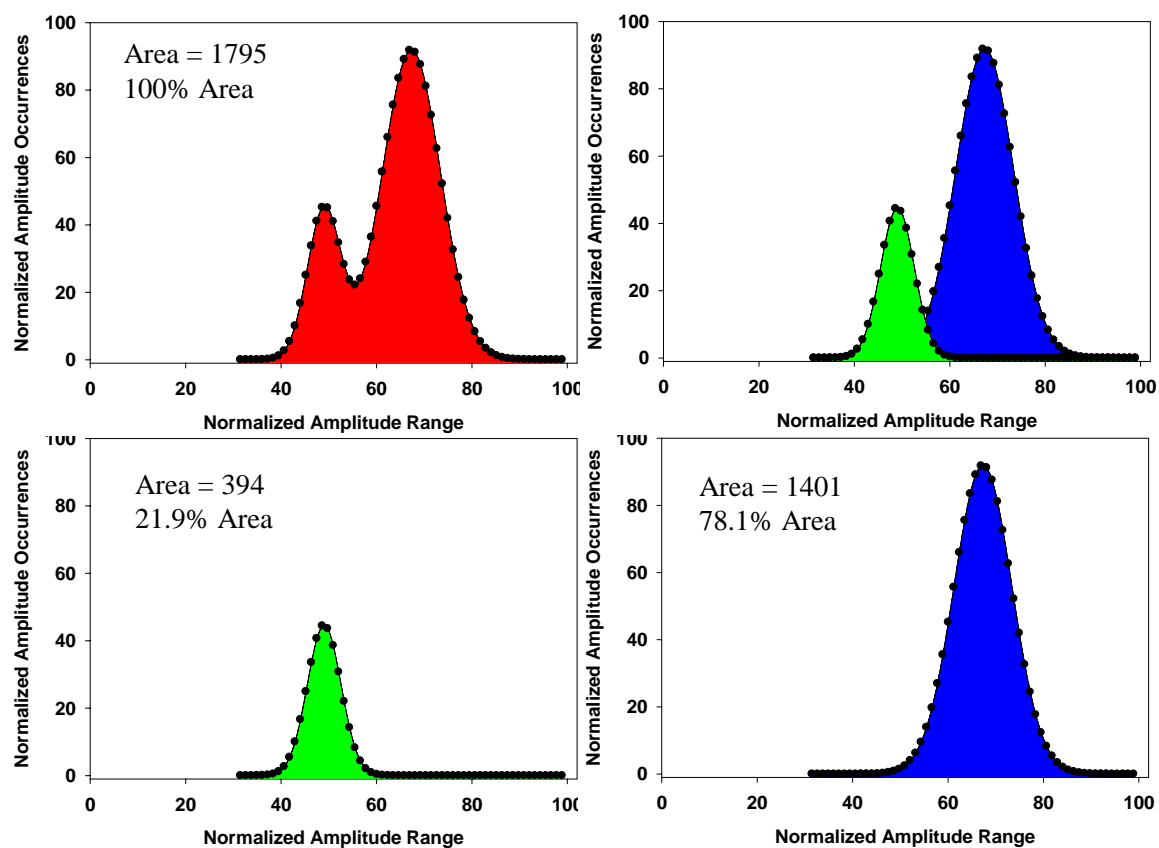 Normalized Amplitude Occurrences
100
80
60
40
20
0
Area = 1795
100% Area
0 20 40 60 80 100
Normalized Amplitude Range
Normalized Amplitude Occurrences
100
80
60
40
20
0
0 20 40 60 80 100
Normalized Amplitude Range
Normalized Amplitude Occurrences
100
80
60
40
20
0
Area = 394
21.9% Area
0 20 40 60 80 100
Normalized Amplitude Range
Normalized Amplitude Occurrences
100
80
60
40
20
0
Area = 1401
78.1% Area
0 20 40 60 80 100
Normalized Amplitude Range